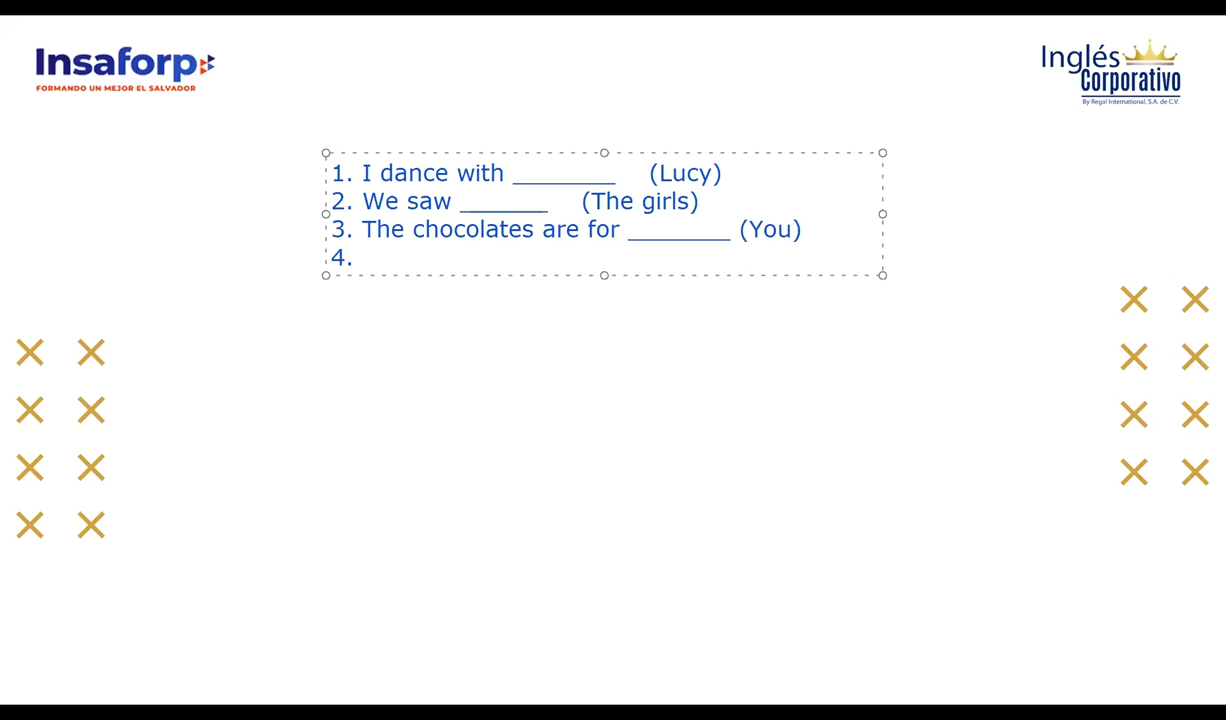 Insaforp
FORMANDO UN MEJOR EL SALVADOR
Inglés
Corporativo
By Regal International, S.A. de C.V.
1. I dance with ________ (Lucy)
2. We saw _______ (The girls)
3. The chocolates are for ________ (You)
4.